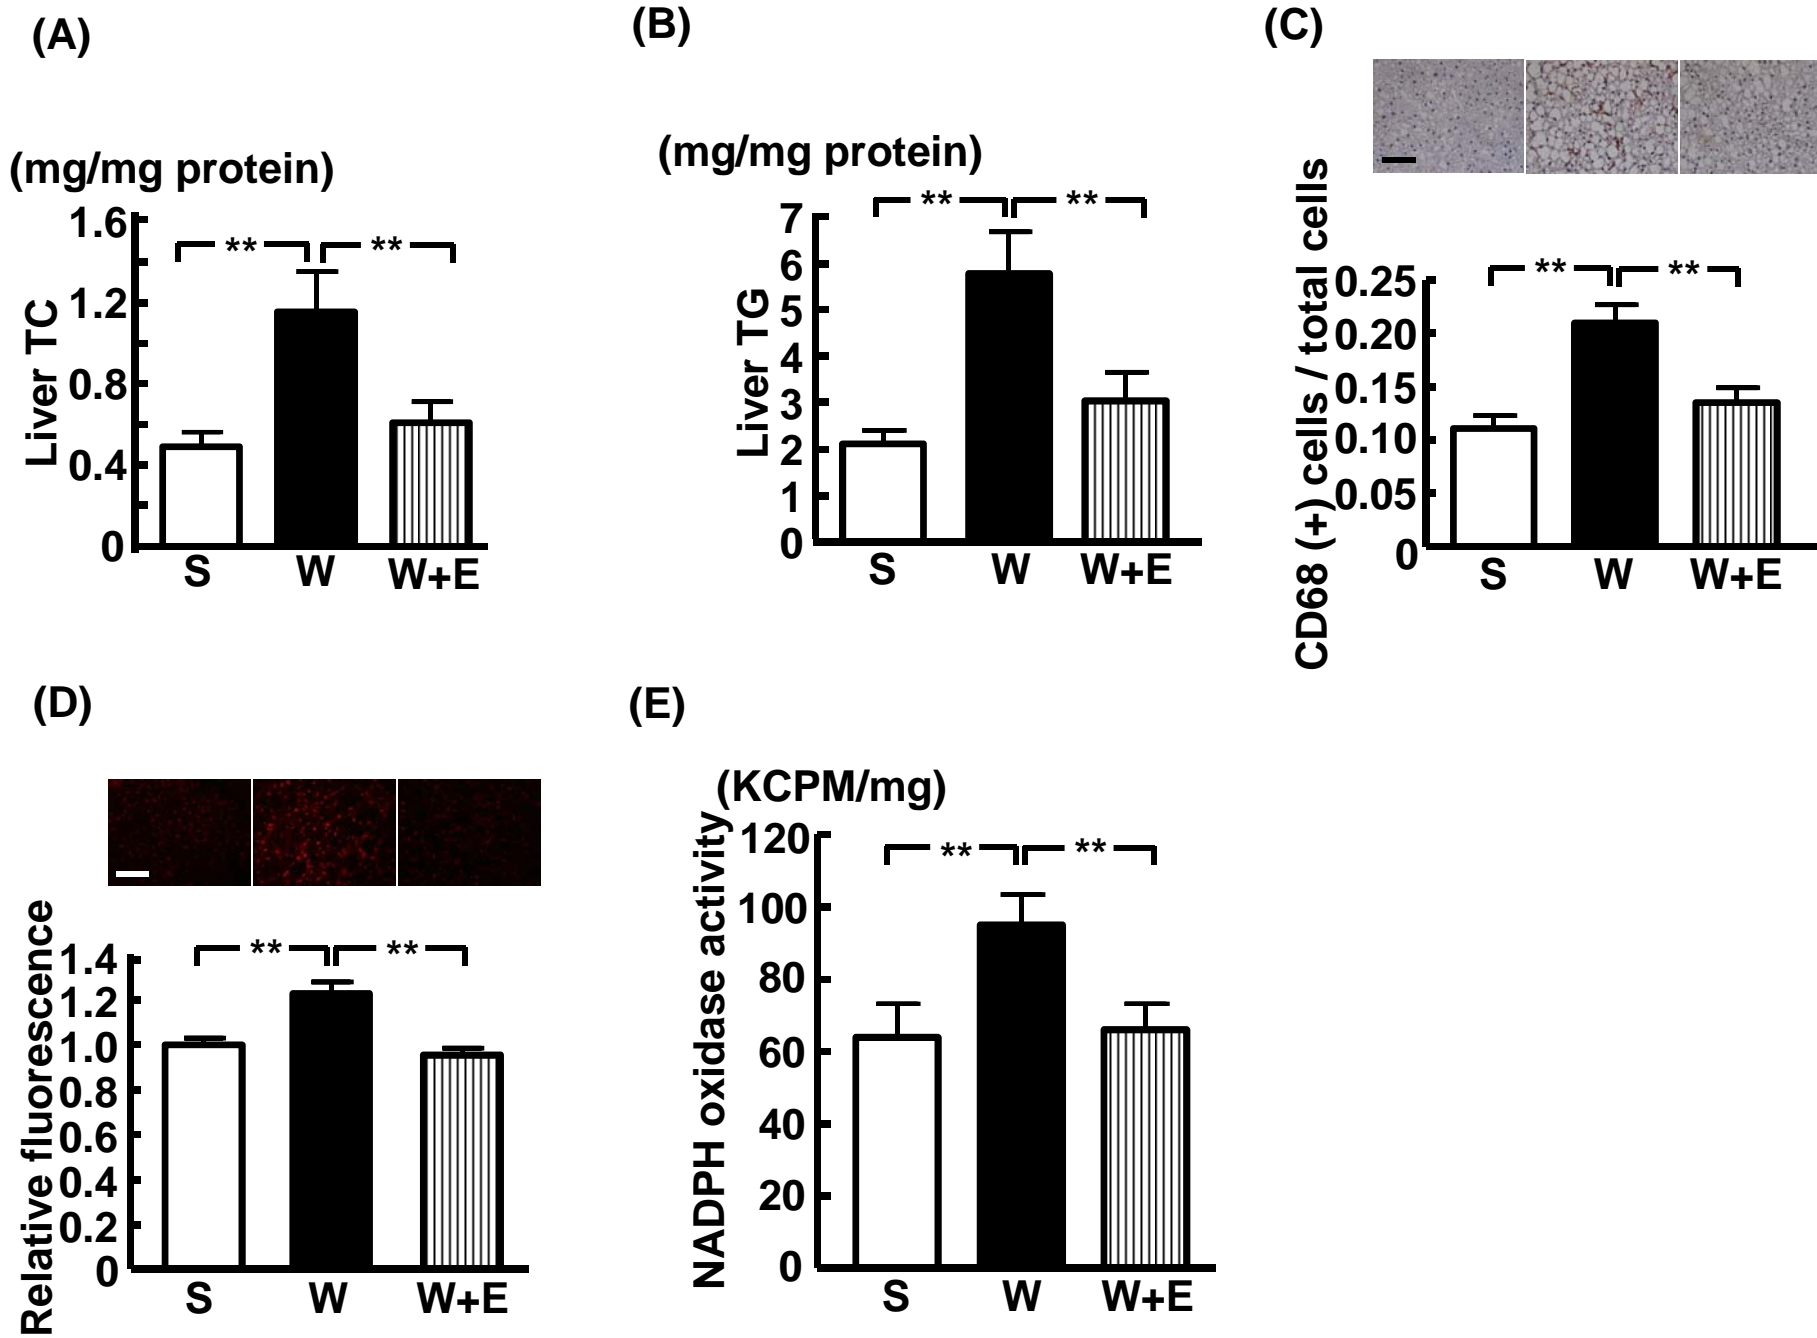 (A)
(mg/mg protein)
Liver TC
1.6
1.2
0.8
0.4
0
**
**
S
W
W+E
(B)
(mg/mg protein)
Liver TG
7
6
5
4
3
2
1
0
**
**
S
W
W+E
(C)
CD68 (+) cells / total cells
0.25
0.20
0.15
0.10
0.05
0
**
**
S
W
W+E
(D)
Relative fluorescence
1.4
1.2
1.0
0.8
0.6
0.4
0.2
0
**
**
S
W
W+E
(E)
(KCPM/mg)
NADPH oxidase activity
120
100
80
60
40
20
0
**
**
S
W
W+E